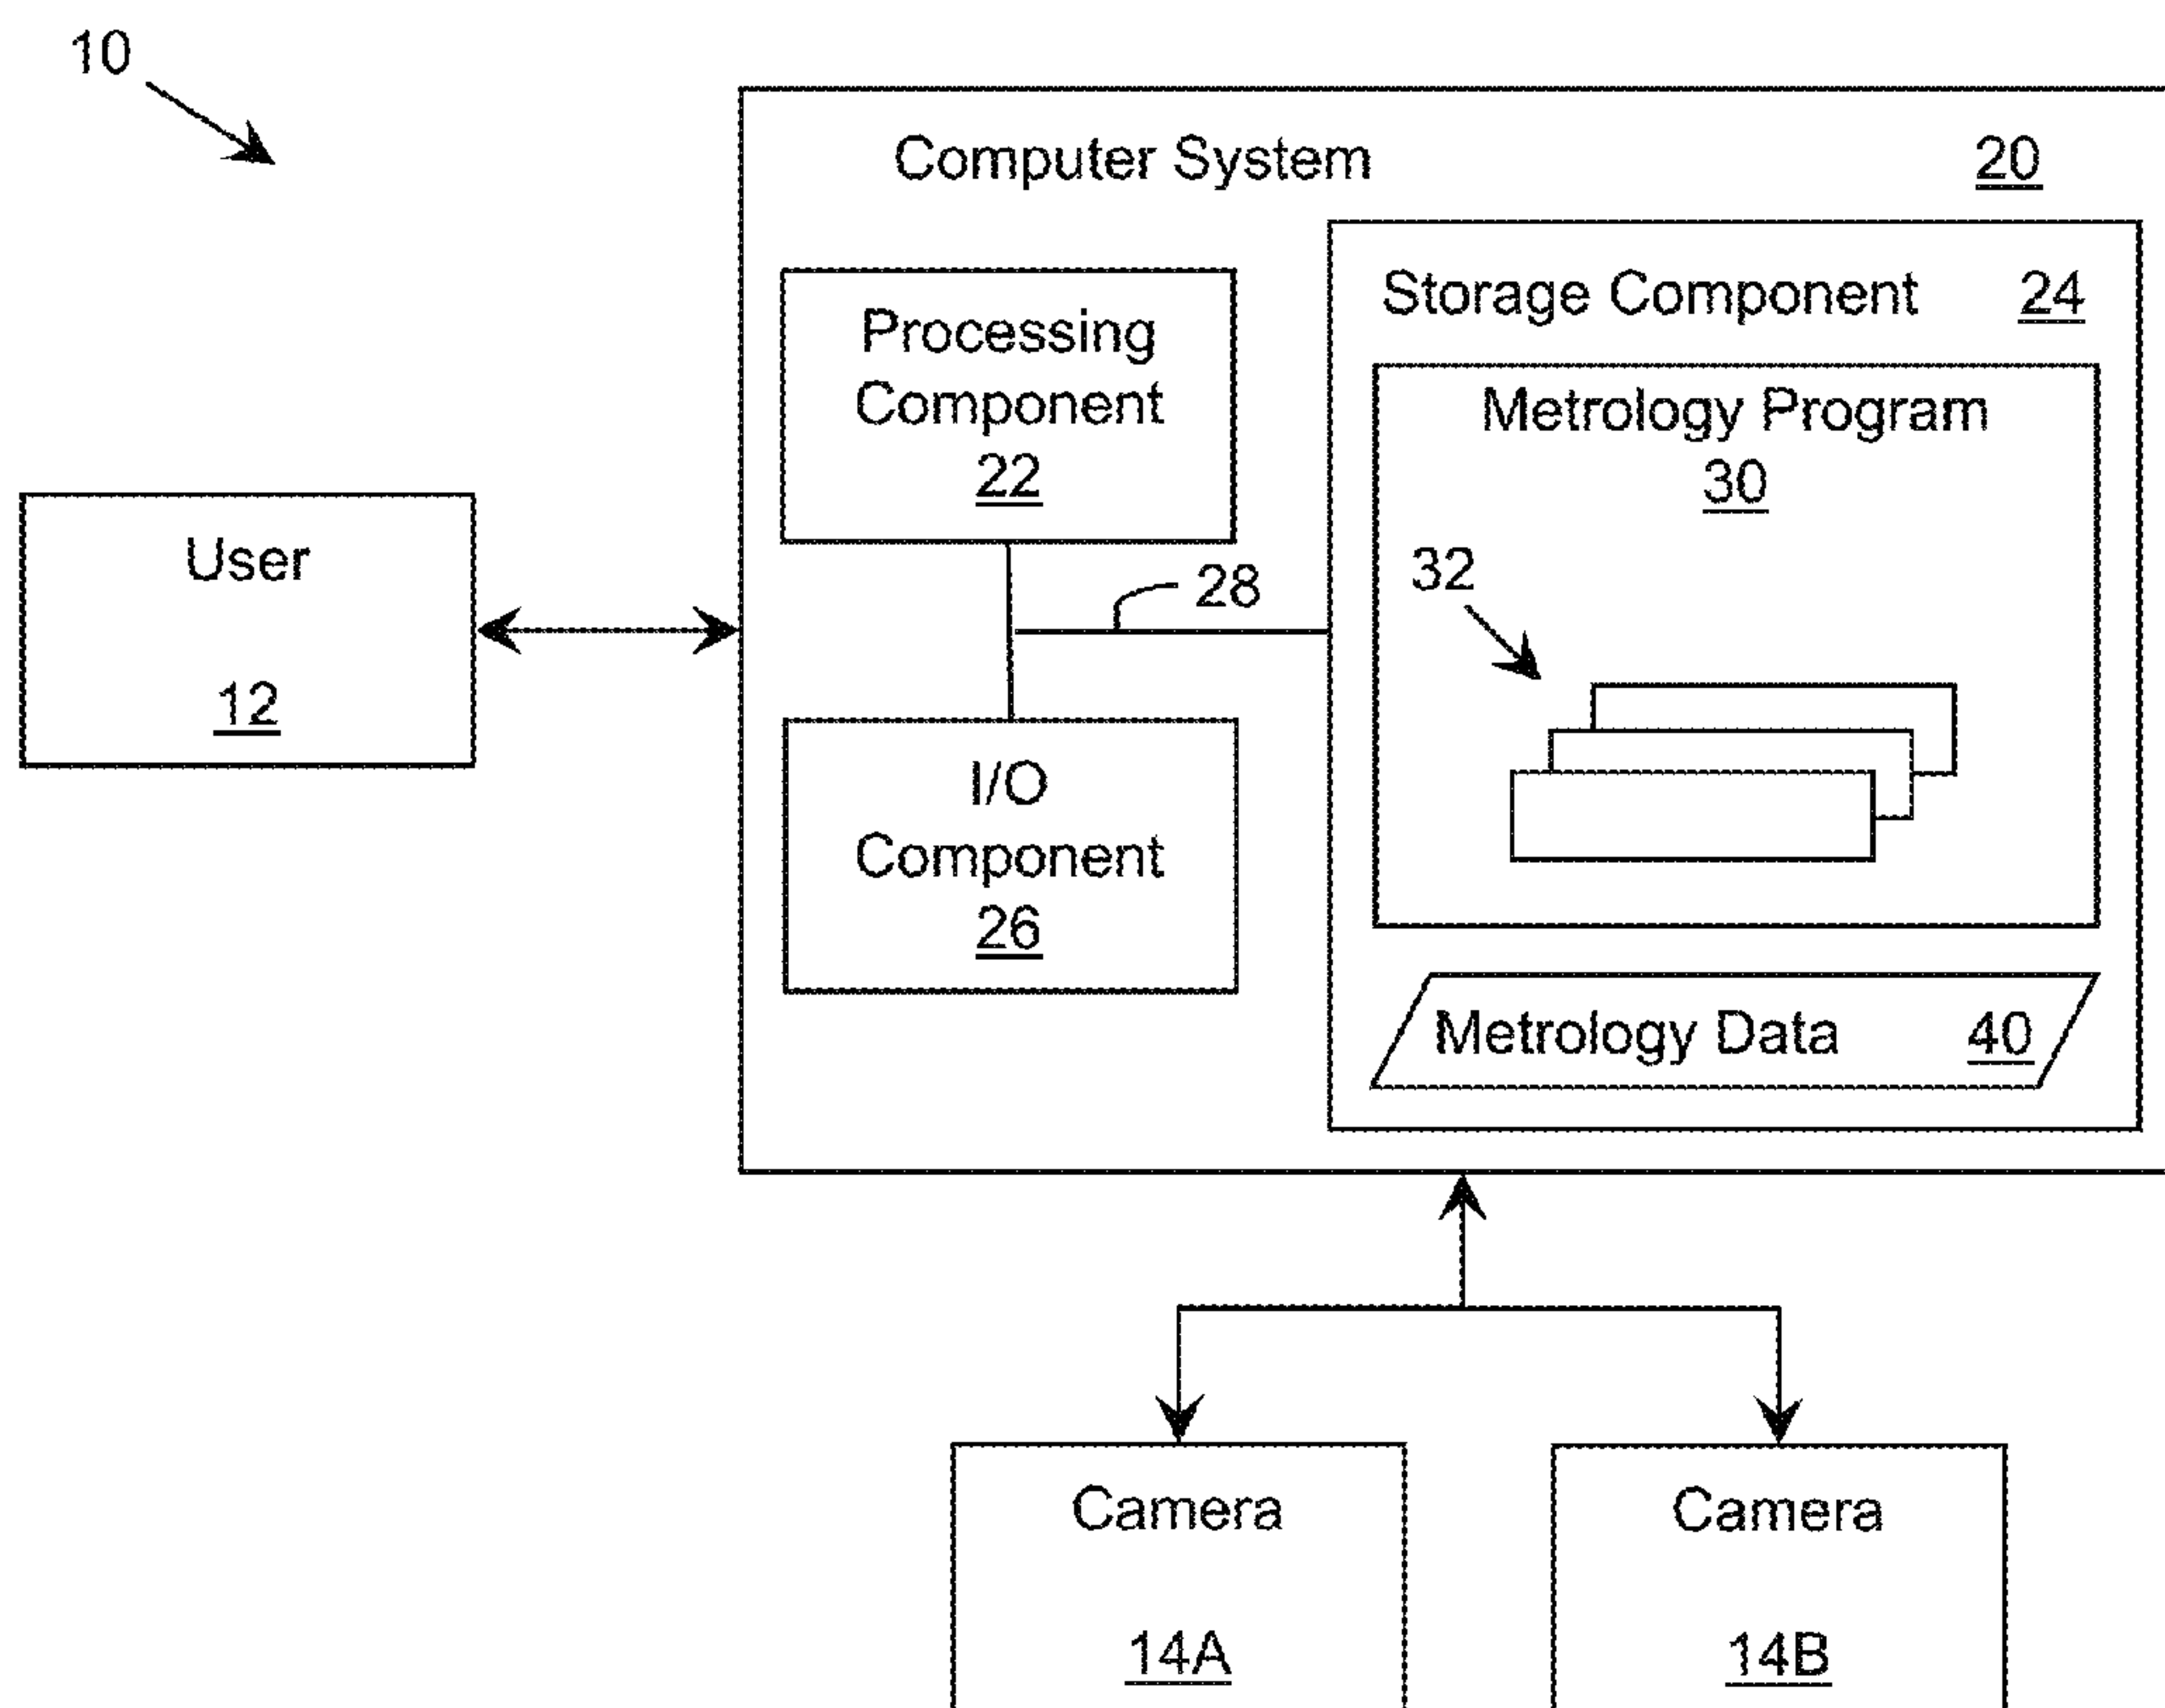 10
Computer System 20
Storage Component 24
Processing
Component
22
Metrology Program
30
User
12
28
32
I/O
Component
26
Metrology Data 40
Camera
14A
Camera
14B